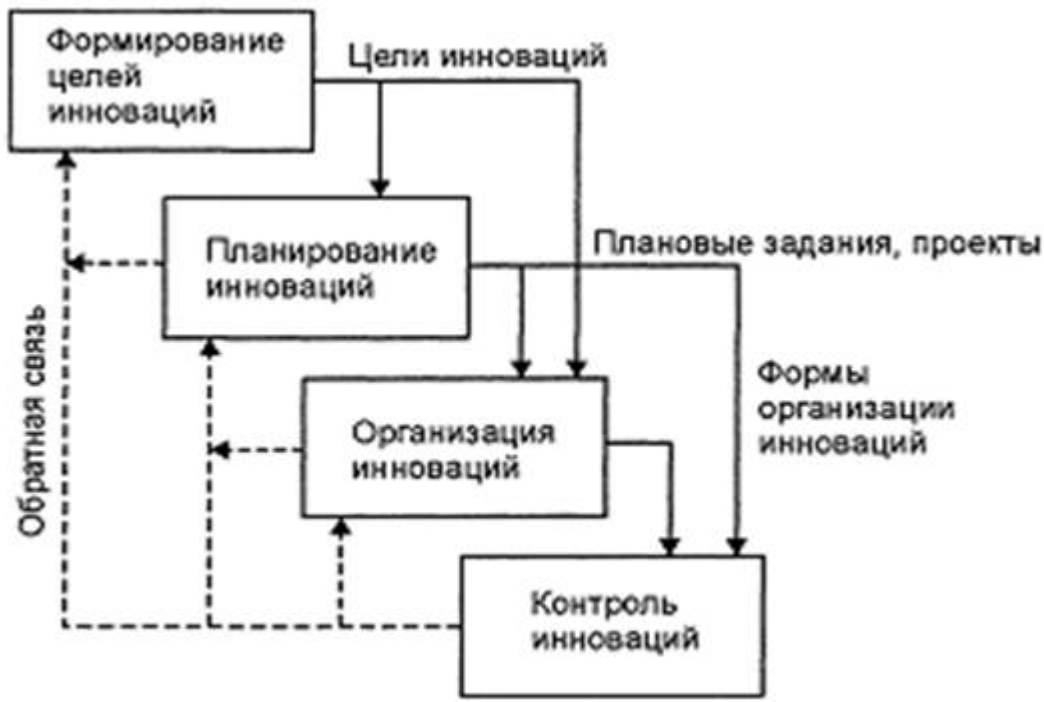 Формирование
целей
инноваций
Цели инноваций
Планирование
инноваций
Плановые задания, проекты
Обратная связь
Формы
организации
инноваций
Организация
инноваций
Контроль
инноваций